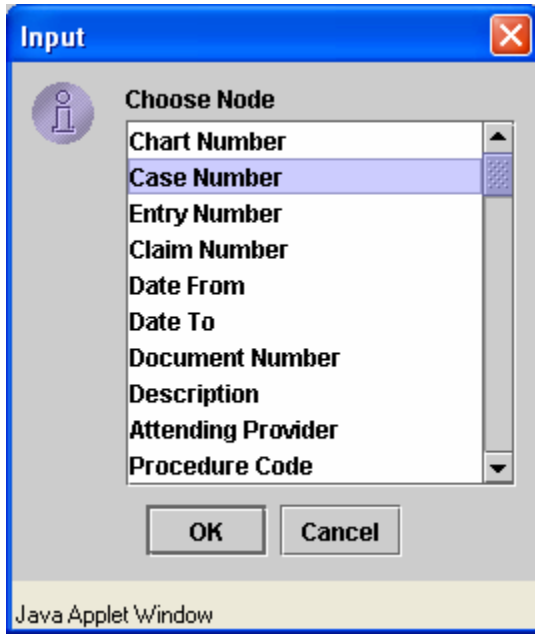 Input
Choose Node
Chart Number
Case Number
Entry Number
Claim Number
Date From
Date To
Document Number
Description
Attending Provider
Procedure Code
OK Cancel
Java Applet Window